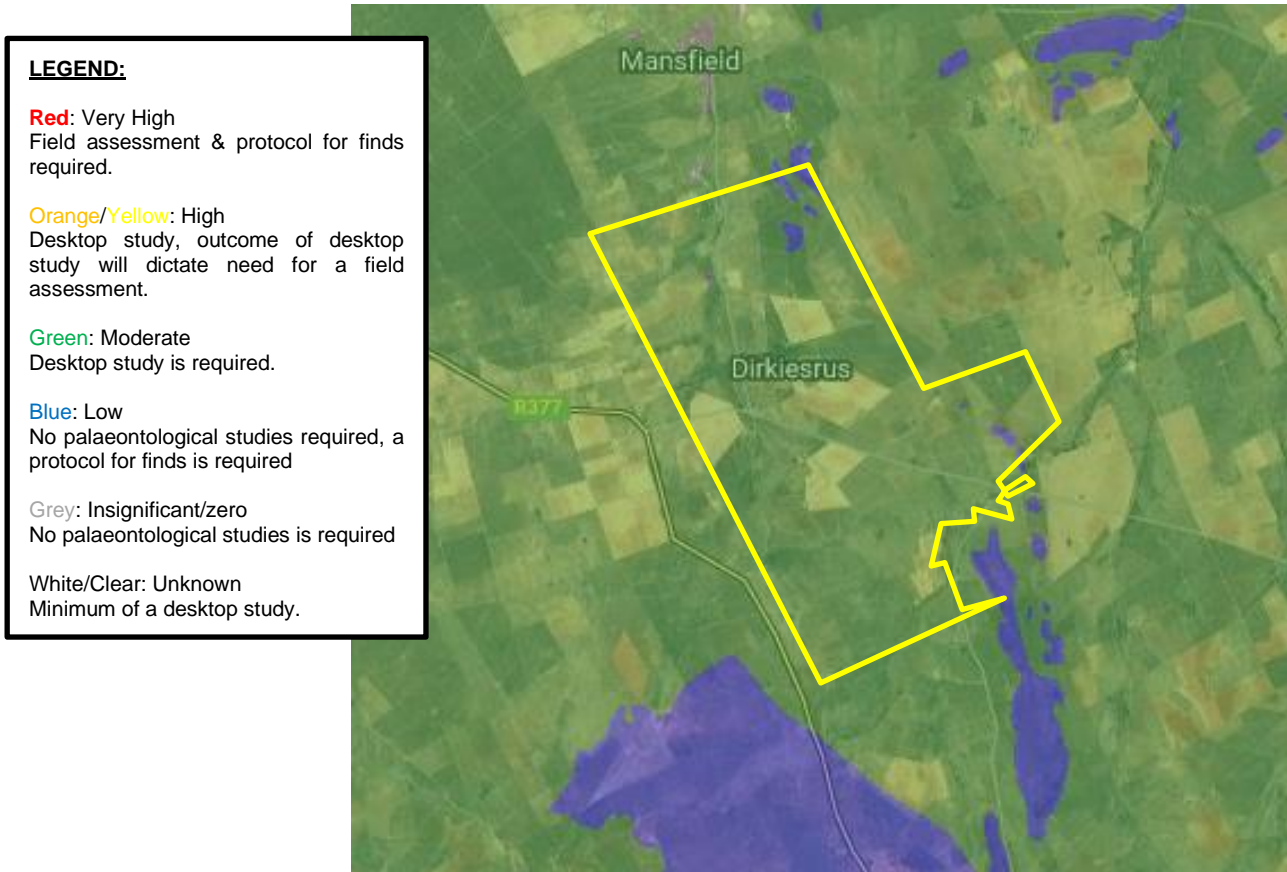 LEGEND:
Red: Very High
Field assessment & protocol for finds
required.
Orange/Yellow: High
Desktop study, outcome of desktop
study will dictate need for a field
assessment.
Green: Moderate
Desktop study is required.
Blue: Low
No palaeontological studies required, a
protocol for finds is required
Grey: Insignificant/zero
No palaeontological studies is required
White/Clear: Unknown
Minimum of a desktop study.
Mansfield
Dirkiesrus
R377